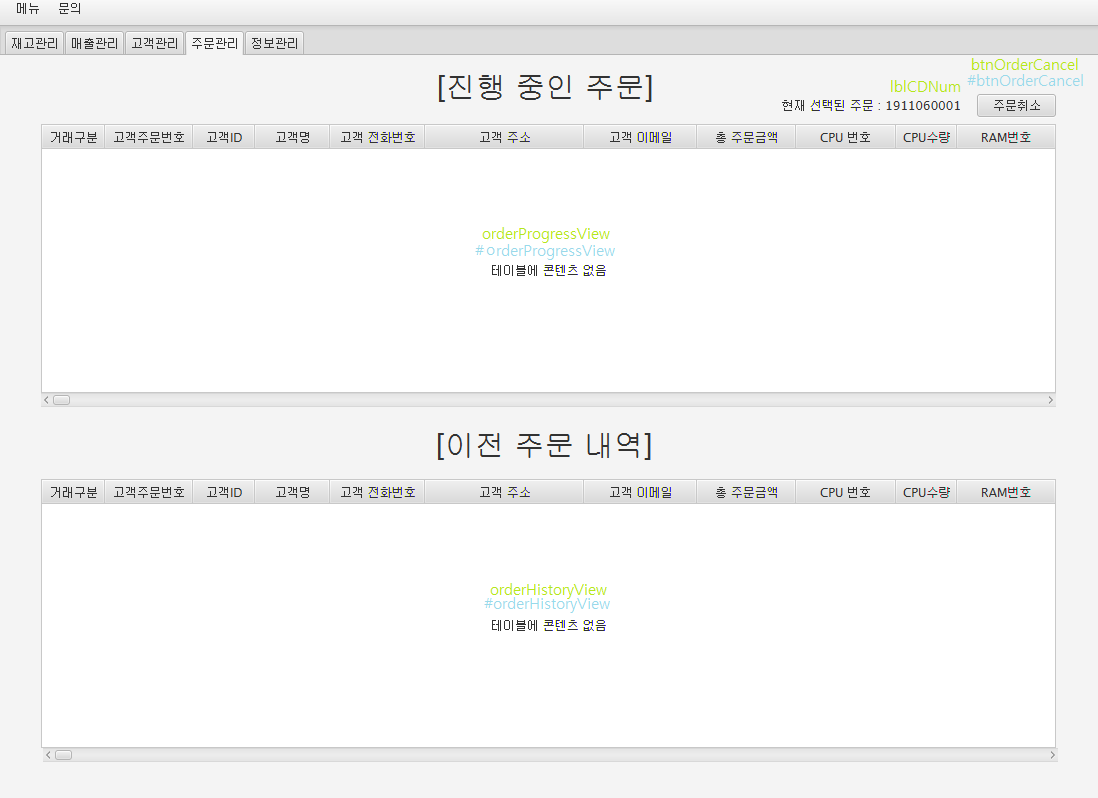 메뉴 문의
재고관리 매출관리 고객관리 주문관리 정보관리
btnOrderCancel
[진행 중인 주문] lblCDNum #btnOrderCancel
현재 선택된 주문 : 1911060001 주문취소
거래구분 고객주문번호 고객ID 고객명 고객 전화번호 고객 주소 고객 이메일 총 주문금액 CPU 번호 CPU수량 RAM번호
orderProgressView
#orderProgressView
테이블에 콘텐츠 없음
[이전 주문 내역]
거래구분 고객주문번호 고객ID 고객명 고객 전화번호 고객 주소 고객 이메일 총 주문금액 CPU 번호 CPU수량 RAM번호
orderHistoryView
#orderHistoryView
테이블에 콘텐츠 없음